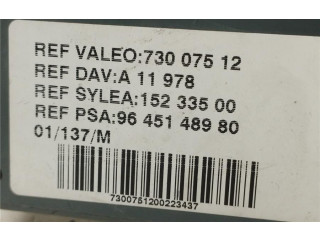 REF VALEO:730 075 12
REF DAV:A 11 978
REF SYLEA:152 335 00
REF PSA:96 451 489 80
01/137/M
7300751200223437